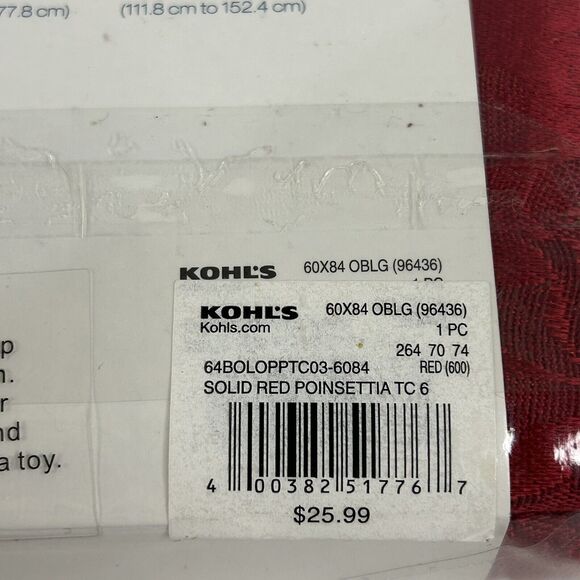 77.8 cm)
(111.8 cm to 152.4 cm)
KOHL'S 60X84 OBLG (96436)
1 PC
KOHL'S 60X84 OBLG (96436)
Kohls.com 1 PC
264 70 74
64BOLOPPTC03-6084 RED (600)
SOLID RED POINSETTIA TC 6
4 00382 51776 7
$25.99
p
n.
r
nd
a toy.